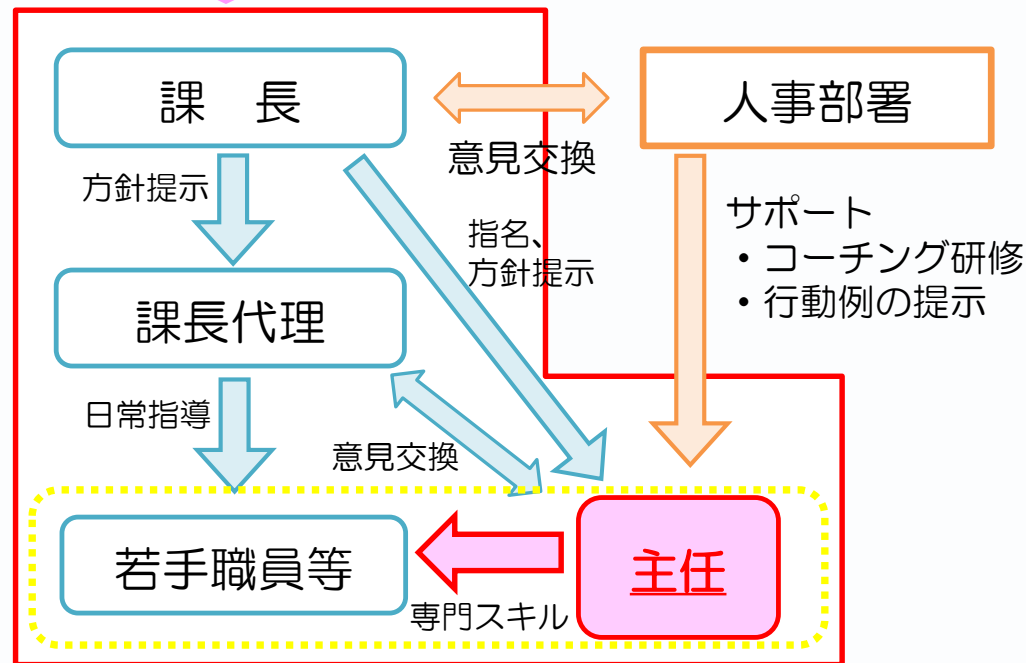 課　長
人事部署
意見交換
方針提示
指名、
方針提示
サポート
・コーチング研修
・行動例の提示
課長代理
日常指導
意見交換
若手職員等
主任
専門スキル